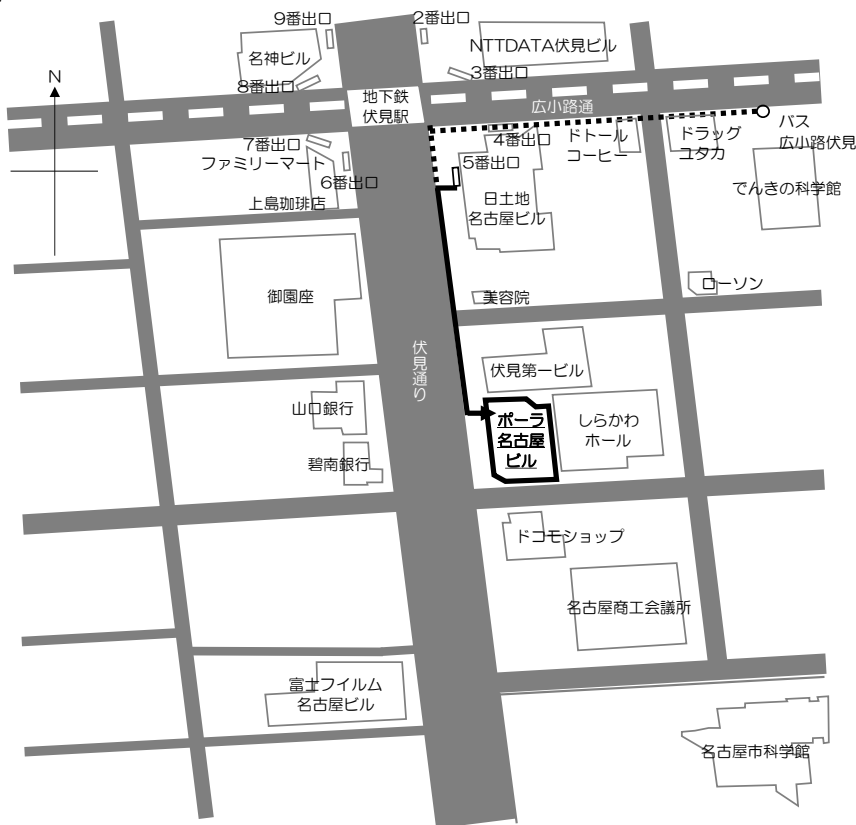 9番出口
2番出口
NTTDATA伏見ビル
名神ビル
N
3番出口
8番出口
地下鉄
伏見駅
広小路通
バス
広小路伏見
ドトール
コーヒー
ドラッグ
ユタカ
4番出口
7番出口
ファミリーマート
5番出口
6番出口
でんきの科学館
上島珈琲店
日土地
名古屋ビル
ローソン
御園座
美容院
伏見通り
伏見第一ビル
山口銀行
ポーラ
名古屋
ビル
しらかわ
ホール
碧南銀行
ドコモショップ
名古屋商工会議所
富士フイルム
名古屋ビル
名古屋市科学館